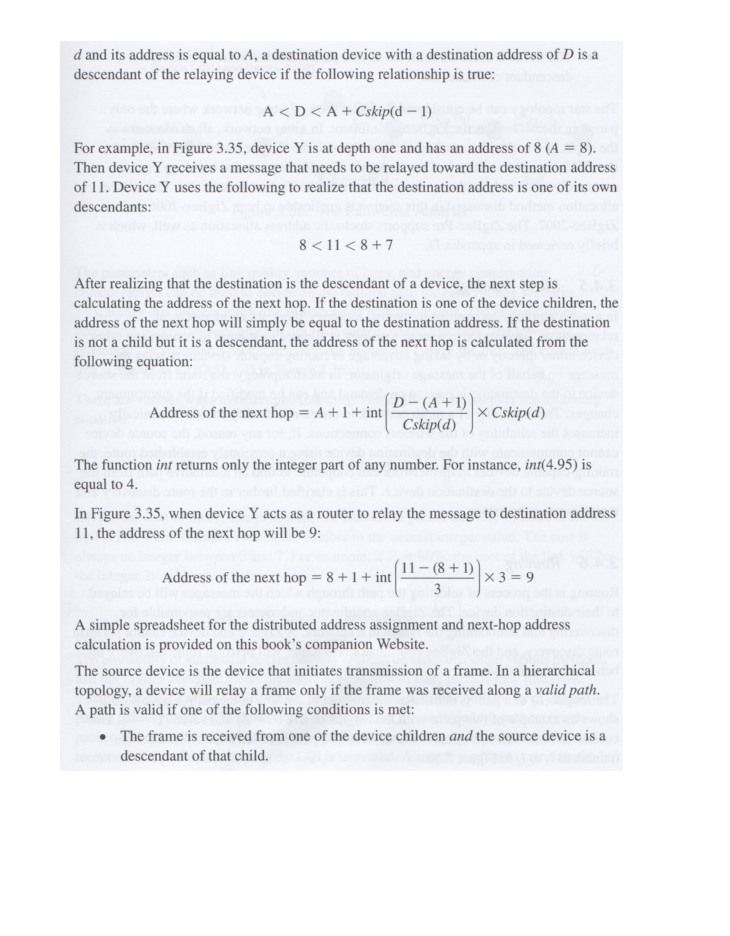 d and its address is equal to A, a destination device with a destination address of D is a
descendant of the relaying device if the following relationship is true:
A < D < A + Cskip(d − 1)
For example, in Figure 3.35, device Y is at depth one and has an address of 8 (A = 8).
Then device Y receives a message that needs to be relayed toward the destination address
of 11. Device Y uses the following to realize that the destination address is one of its own
descendants:
8 < 11 < 8 + 7
After realizing that the destination is the descendant of a device, the next step is
calculating the address of the next hop. If the destination is one of the device children, the
address of the next hop will simply be equal to the destination address. If the destination
is not a child but it is a descendant, the address of the next hop is calculated from the
following equation:
Address of the next hop = A + 1 + int( (D − (A + 1)) / Cskip(d) ) × Cskip(d)
The function int returns only the integer part of any number. For instance, int(4.95) is
equal to 4.
In Figure 3.35, when device Y acts as a router to relay the message to destination address
11, the address of the next hop will be 9:
Address of the next hop = 8 + 1 + int( (11 − (8 + 1)) / 3 ) × 3 = 9
A simple spreadsheet for the distributed address assignment and next-hop address
calculation is provided on this book's companion Website.
The source device is the device that initiates transmission of a frame. In a hierarchical
topology, a device will relay a frame only if the frame was received along a valid path.
A path is valid if one of the following conditions is met:
• The frame is received from one of the device children and the source device is a
descendant of that child.